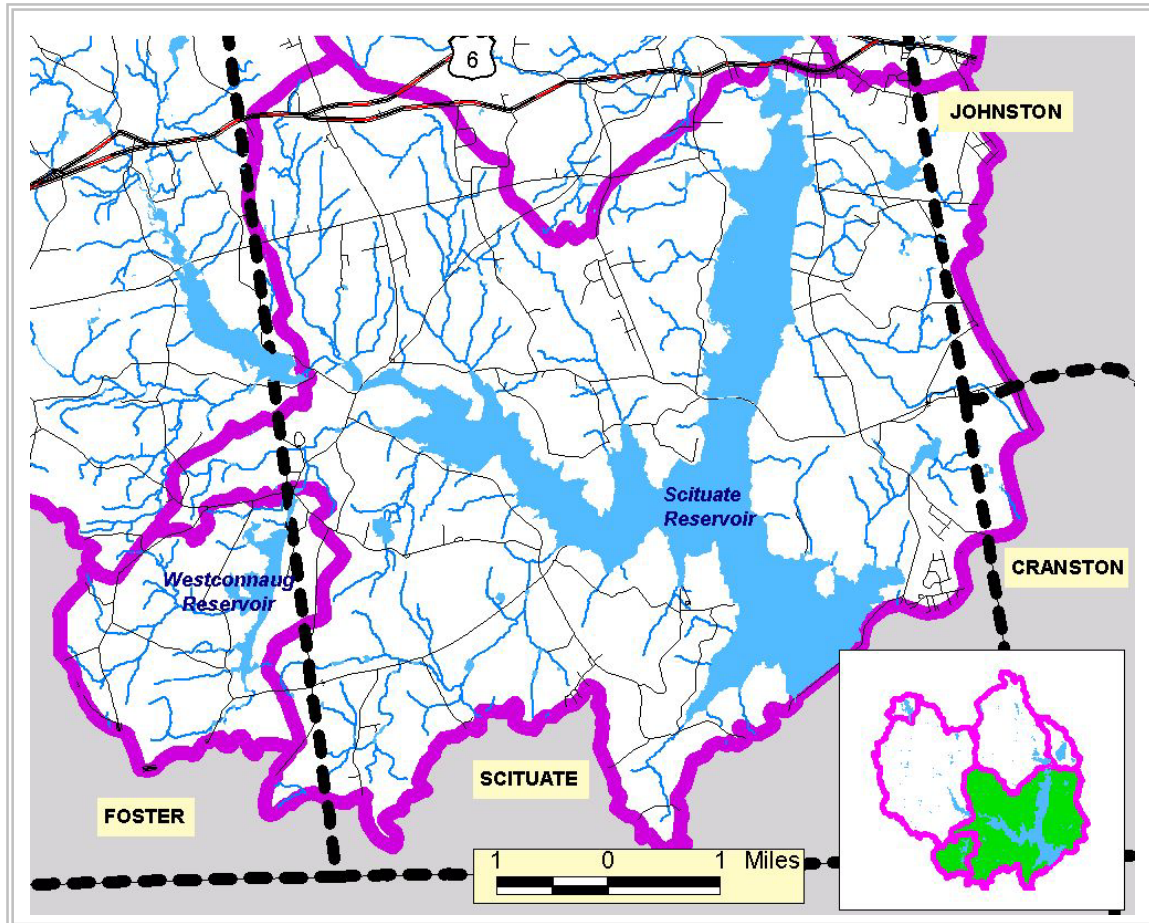 6
JOHNSTON
Scituate
Reservoir
Westconnaug
Reservoir
CRANSTON
SCITUATE
FOSTER
1 0 1 Miles